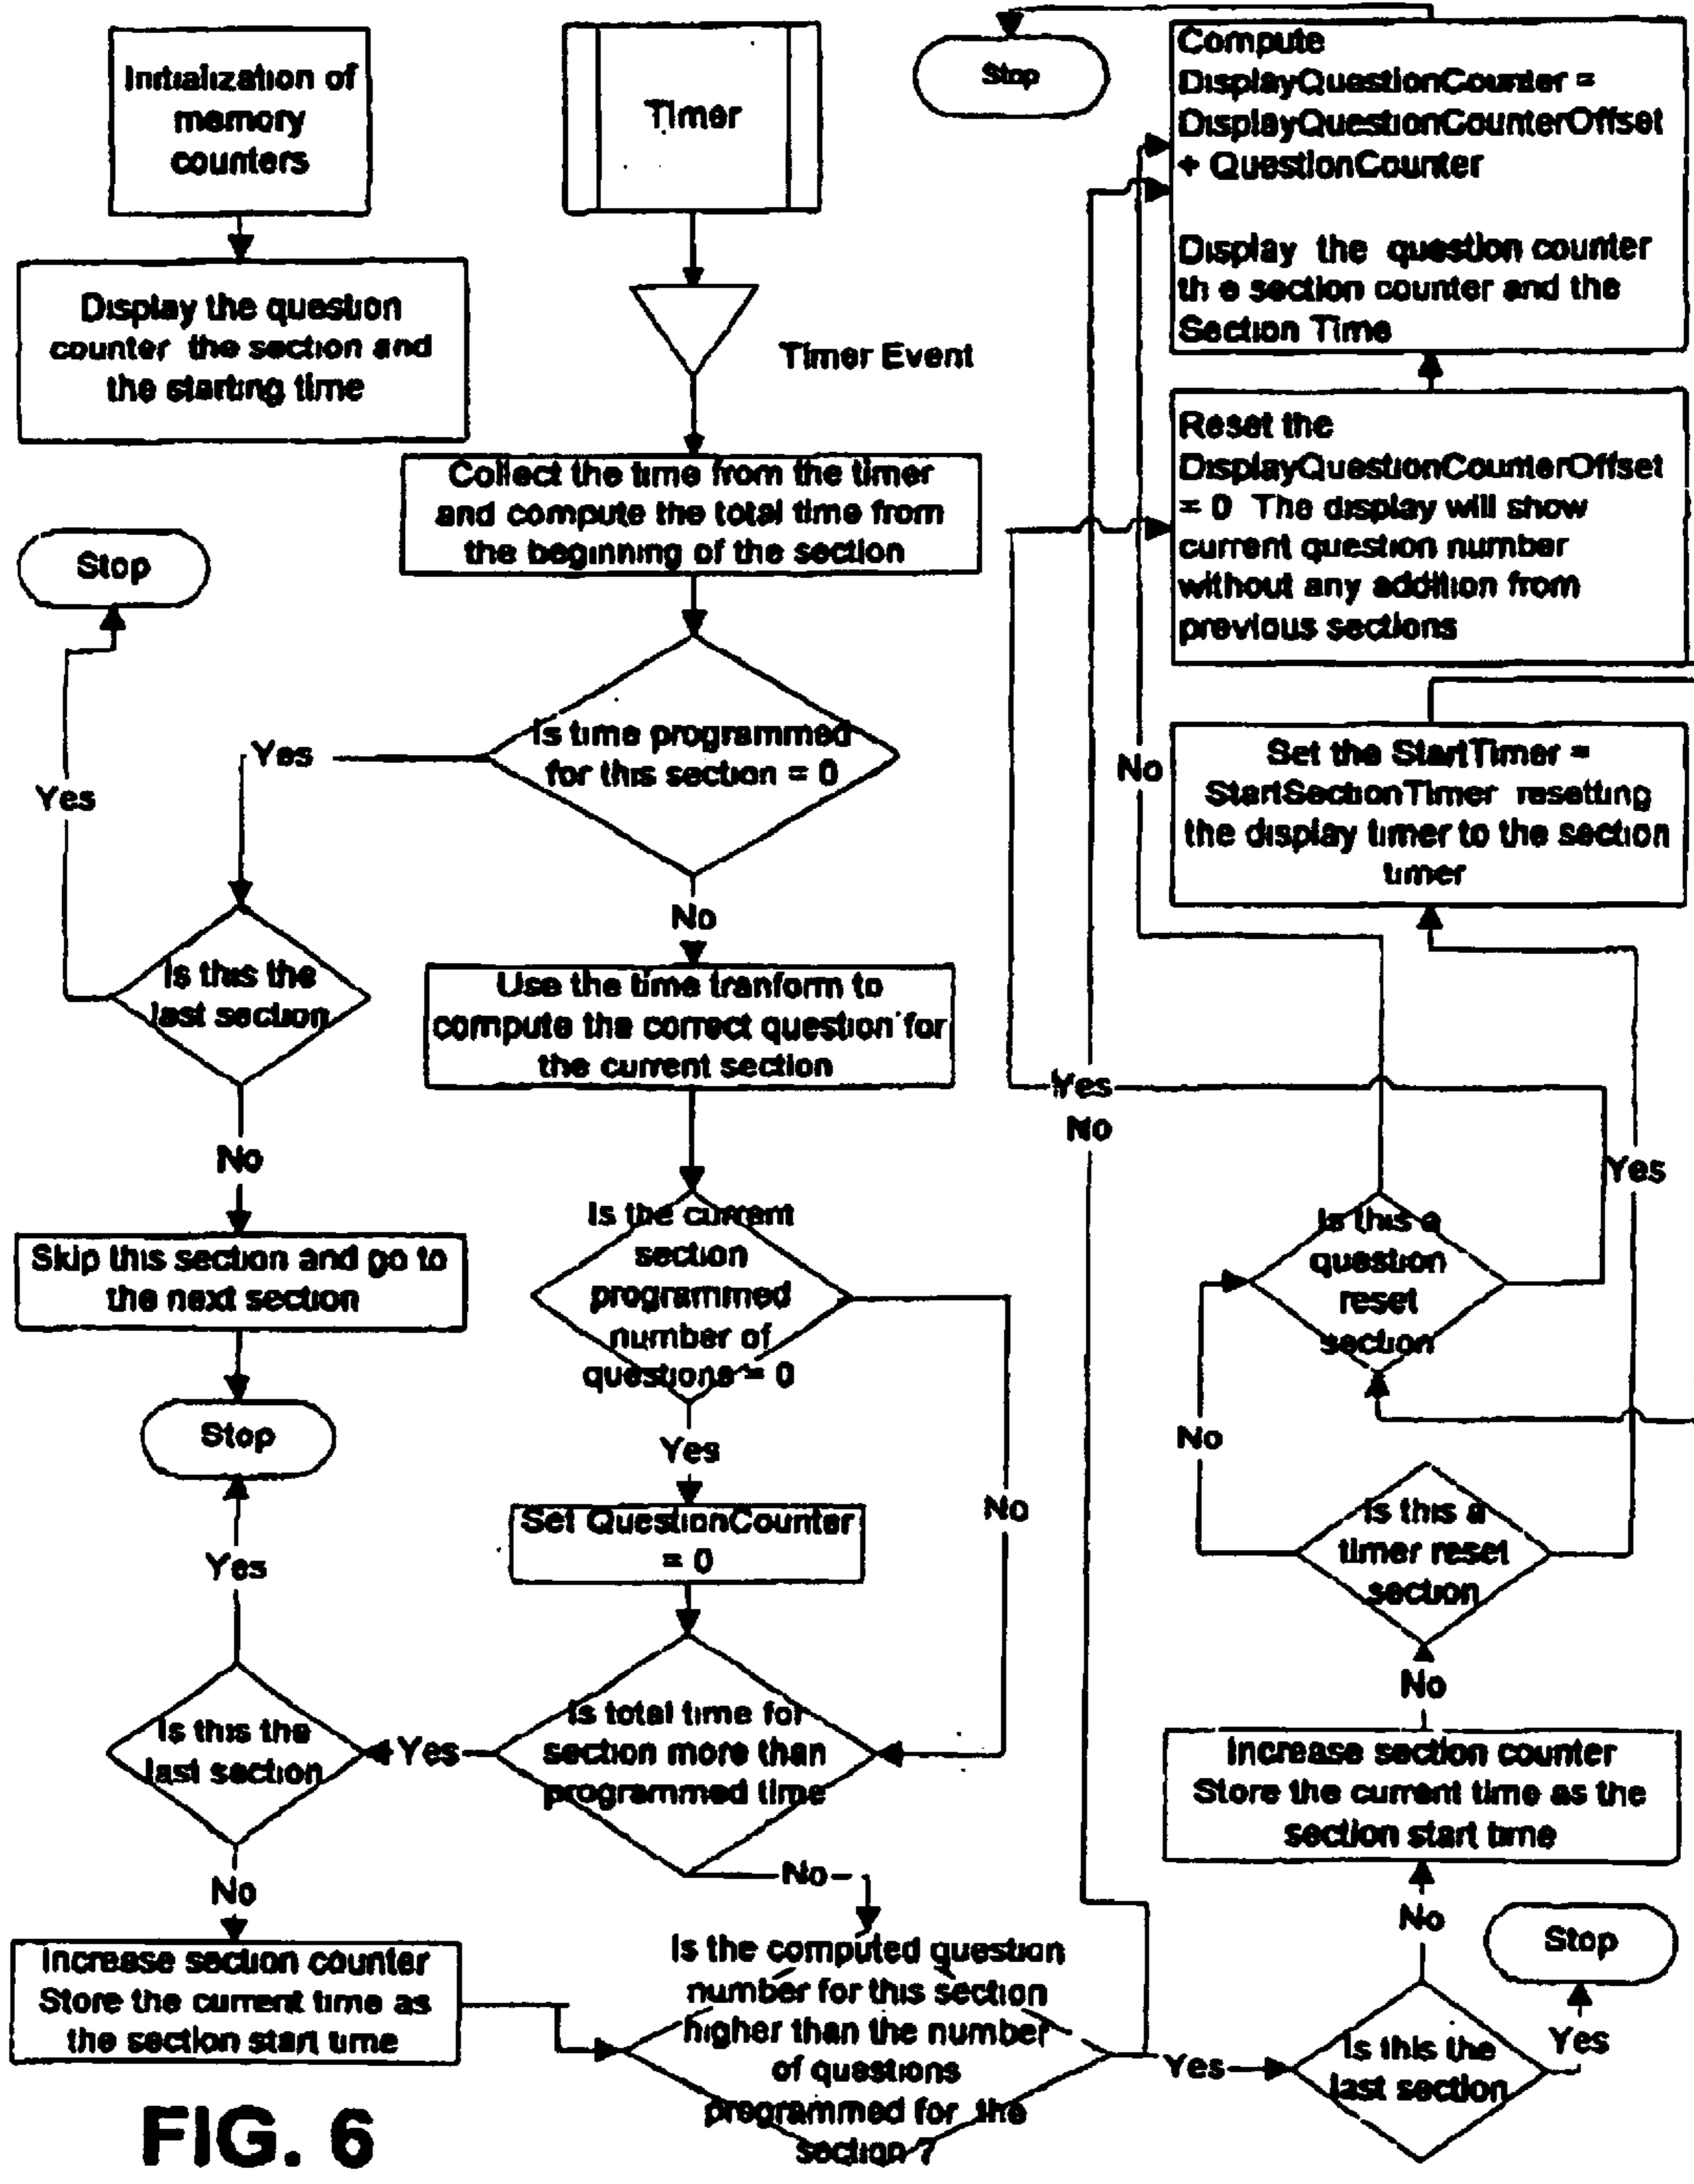 Initialization of
memory
counters
Display the question
counter the section and
the starting time
Timer
Timer Event
Collect the time from the timer
and compute the total time from
the beginning of the section
Is time programmed
for this section = 0
Yes
No
Is this the
last section
Yes
Stop
No
Skip this section and go to
the next section
Stop
Use the time tranform to
compute the correct question for
the current section
Is the current
section
programmed
number of
questions = 0
Yes
No
Set QuestionCounter
= 0
Is total time for
section more than
programmed time
Yes
No
Is this the
last section
Yes
No
Increase section counter
Store the current time as
the section start time
Is the computed question
number for this section
higher than the number
of questions
programmed for the
section ?
No
Yes
Is this the
last section
Yes
Stop
No
Increase section counter
Store the current time as the
section start time
No
Is this a
timer reset
section
No
Yes
Set the StartTimer =
StartSectionTimer resetting
the display timer to the section
timer
Is this a
question
reset
section
No
Yes
Reset the
DisplayQuestionCounterOffset
= 0 The display will show
current question number
without any addition from
previous sections
Compute
DisplayQuestionCounter =
DisplayQuestionCounterOffset
+ QuestionCounter
Display the question counter
th e section counter and the
Section Time
Stop
FIG. 6